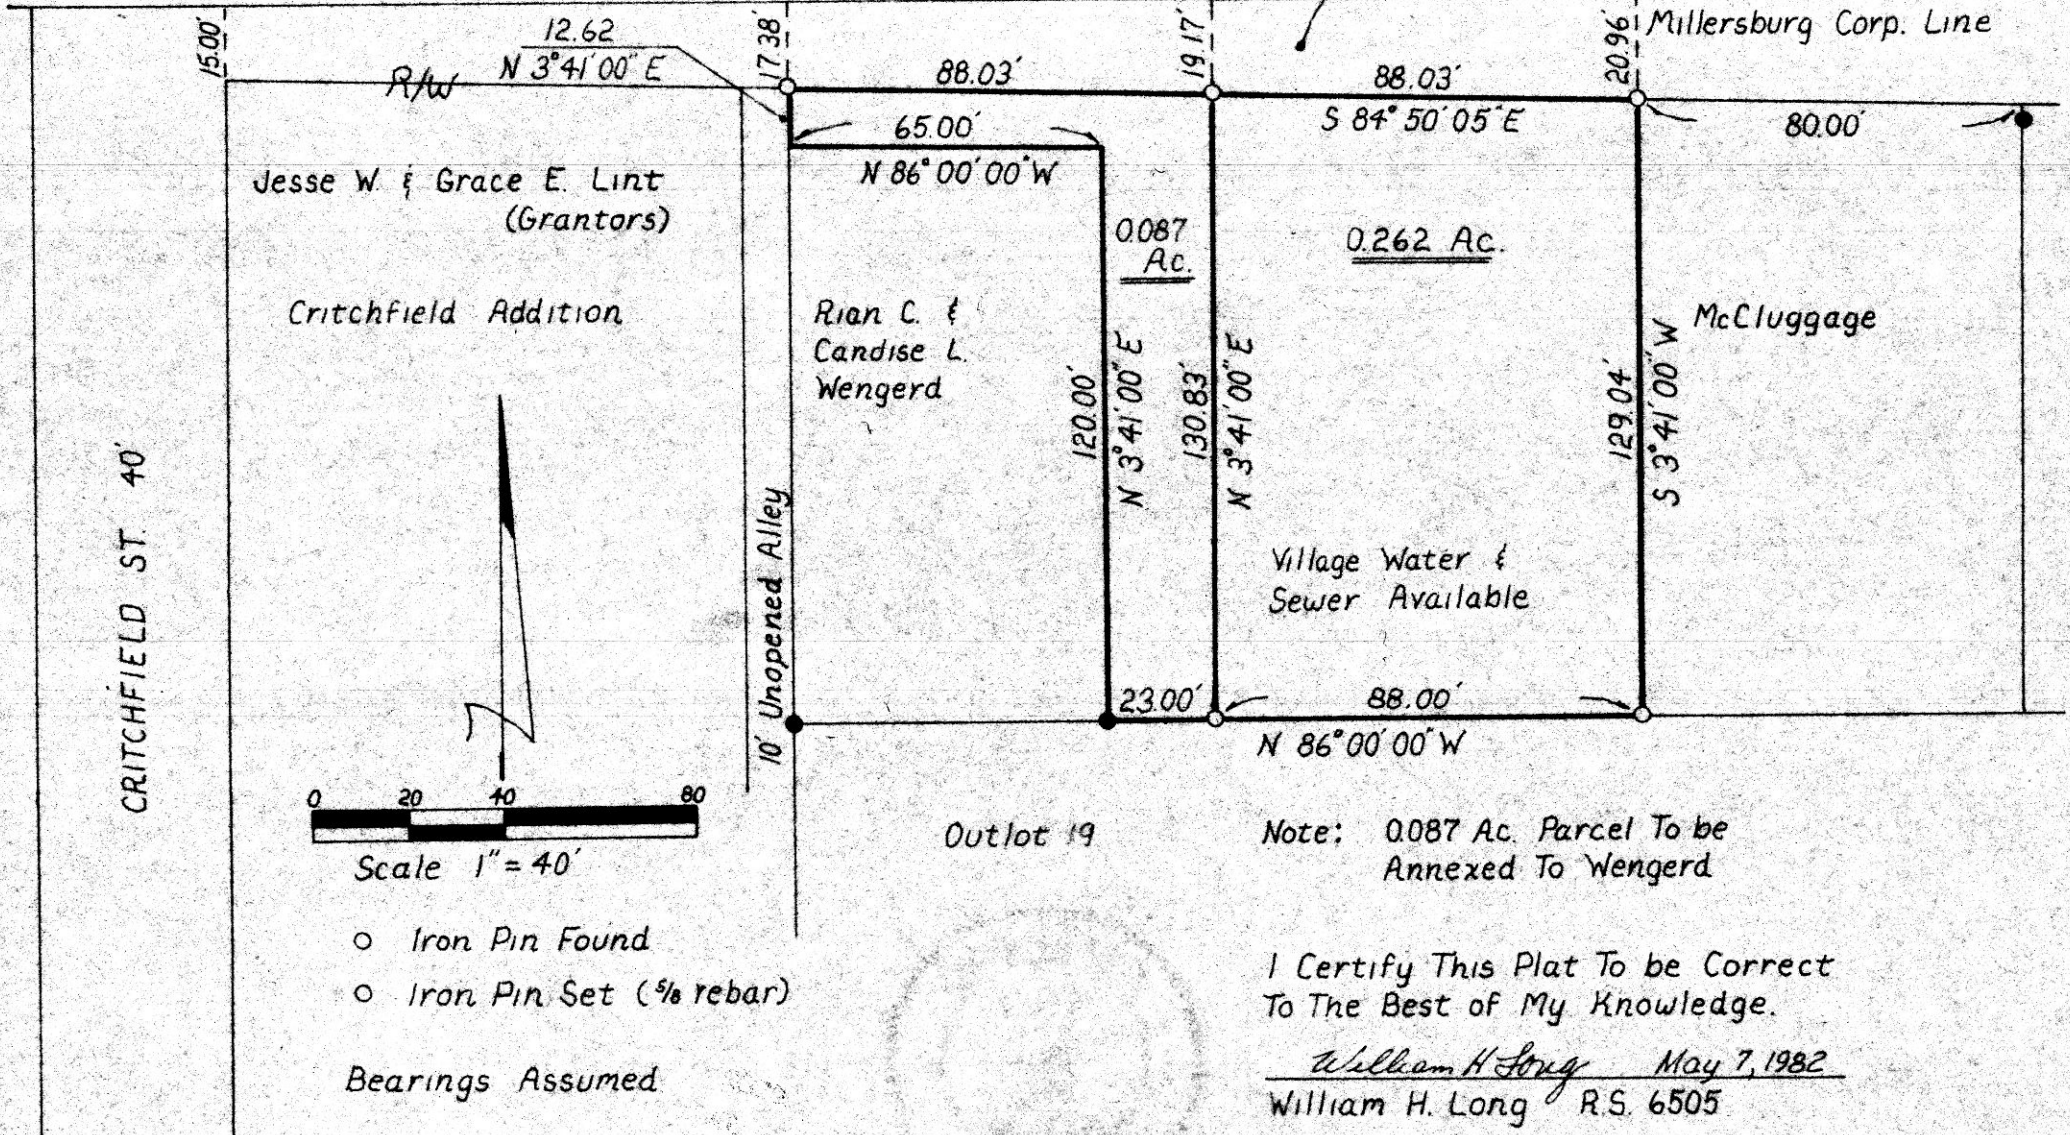 15.00'
12.62
N 3°41'00" E
17.38'
19.17'
20.96'
Millersburg Corp. Line
R/W
88.03'
88.03'
S 84°50'05" E
65.00'
N 86°00'00" W
80.00'
Jesse W. & Grace E. Lint
(Grantors)
0.087
Ac.
0.262 Ac.
Critchfield Addition
Rian C. &
Candise L.
Wengerd
McCluggage
120.00'
N 3°41'00" E
130.83'
N 3°41'00" E
129.04'
S 3°41'00" W
CRITCHFIELD ST. 40'
10' Unopened Alley
Village Water &
Sewer Available
23.00'
88.00'
N 86°00'00" W
0 20 40 80
Scale 1" = 40'
Outlot 19
Note: 0.087 Ac. Parcel To be
Annexed To Wengerd
○ Iron Pin Found
○ Iron Pin Set (5/8 rebar)
Bearings Assumed
I Certify This Plat To be Correct
To The Best of My Knowledge.
William H Long May 7, 1982
William H. Long R.S. 6505